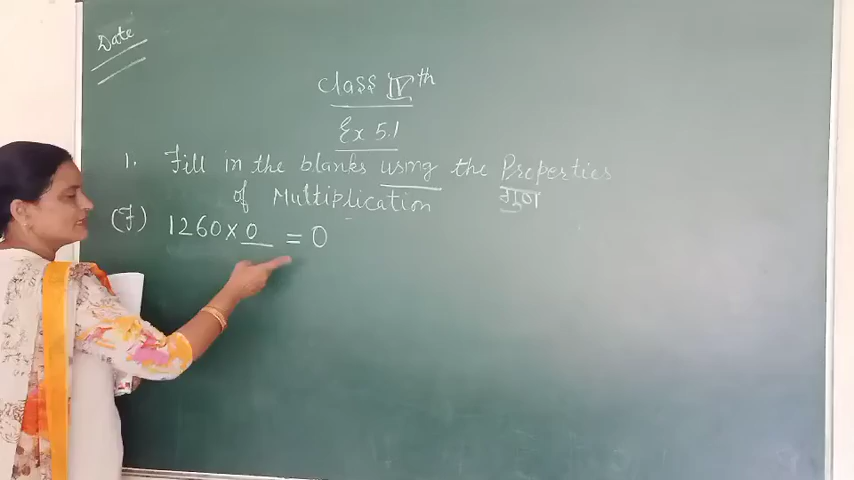 Date
Class IVth
Ex 5.1
1. Fill in the blanks using the Properties
of Multiplication गुण
(F) 1260 × 0 = 0